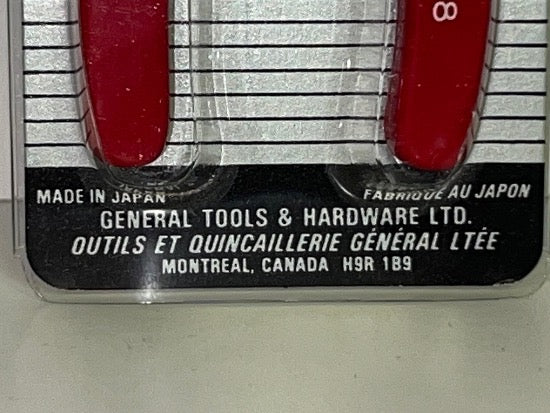 8
MADE IN JAPAN FABRIQUÉ AU JAPON
GENERAL TOOLS & HARDWARE LTD.
OUTILS ET QUINCAILLERIE GÉNÉRAL LTÉE
MONTREAL, CANADA H9R 1B9